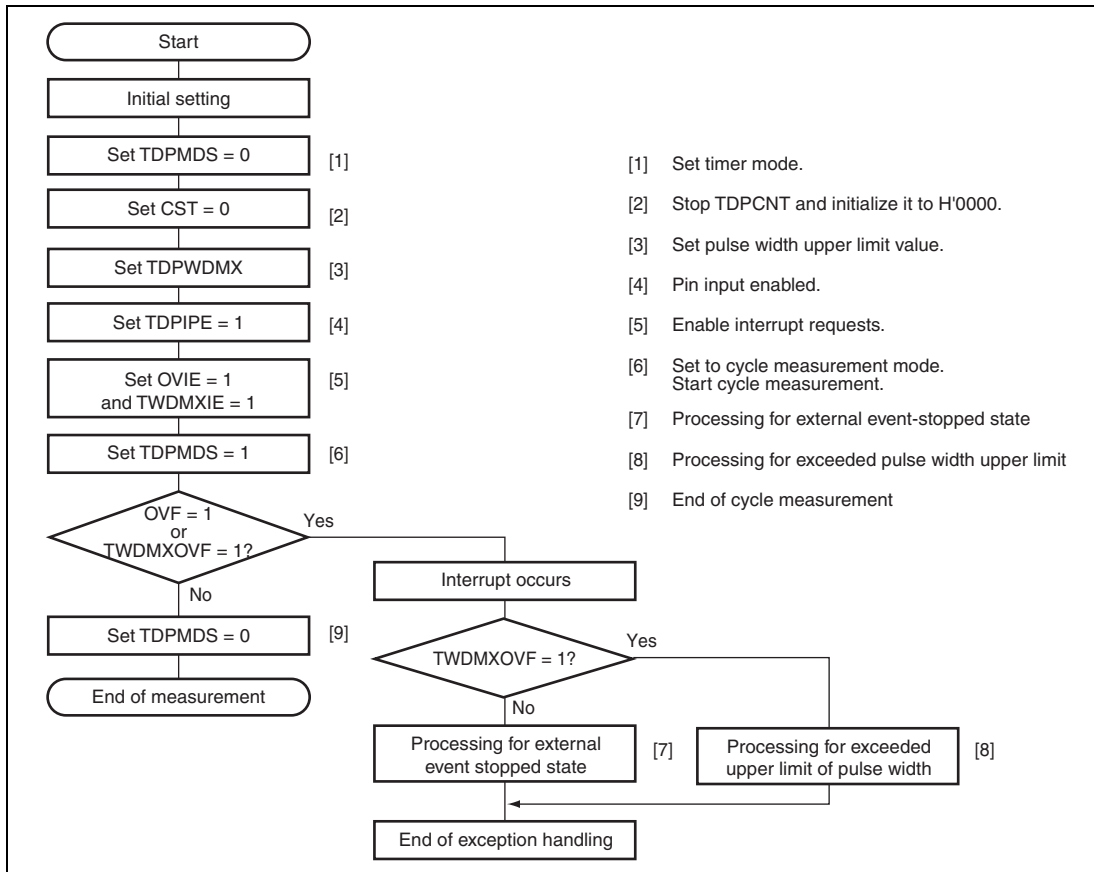 Start
Initial setting
Set TDPMDS = 0
[1]
Set CST = 0
[2]
Set TDPWDMX
[3]
Set TDPIPE = 1
[4]
Set OVIE = 1
and TWDMXIE = 1
[5]
Set TDPMDS = 1
[6]
OVF = 1
or
TWDMXOVF = 1?
Yes
No
Set TDPMDS = 0
[9]
End of measurement
Interrupt occurs
TWDMXOVF = 1?
Yes
No
Processing for external
event stopped state
[7]
Processing for exceeded
upper limit of pulse width
[8]
End of exception handling
[1] Set timer mode.
[2] Stop TDPCNT and initialize it to H'0000.
[3] Set pulse width upper limit value.
[4] Pin input enabled.
[5] Enable interrupt requests.
[6] Set to cycle measurement mode.
Start cycle measurement.
[7] Processing for external event-stopped state
[8] Processing for exceeded pulse width upper limit
[9] End of cycle measurement